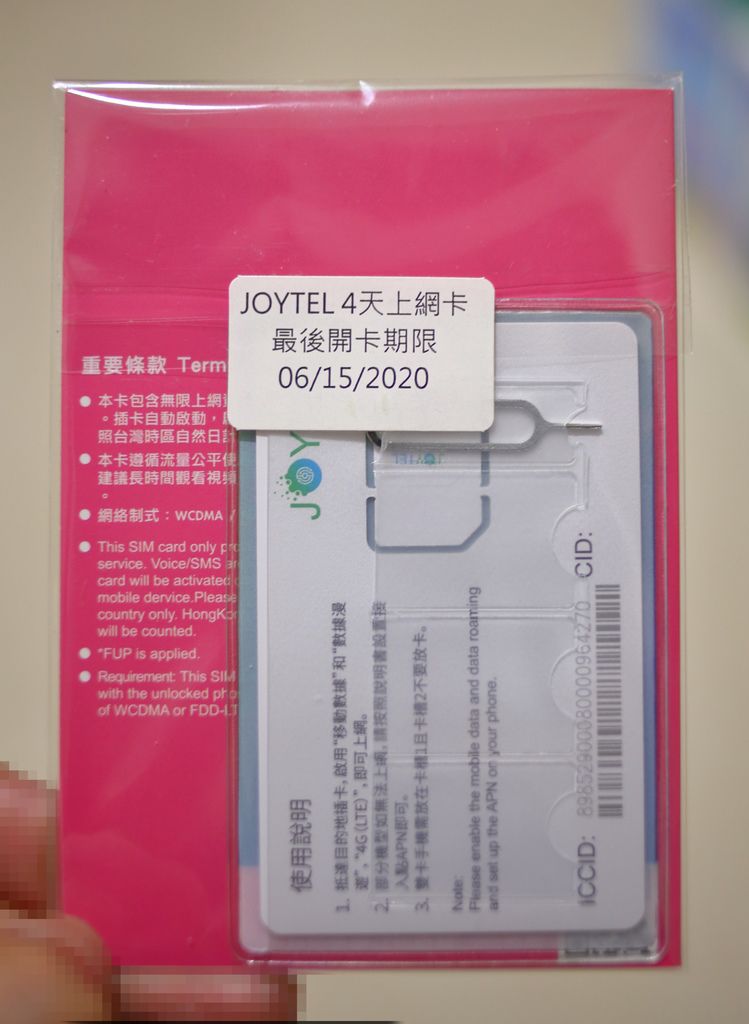 JOYTEL 4天上網卡
最後開卡期限
06/15/2020
重要條款 Term
本卡包含無限上網
。插卡自動啟動，
照台灣時區自然日
本卡遵循流量公平使
建議長時間觀看視頻
。
網絡制式：WCDMA /
This SIM card only pro
service. Voice/SMS ar
card will be activated
mobile dervice.Please
country only. HongKo
will be counted.
*FUP is applied.
Requirement: This SIM
with the unlocked pho
of WCDMA or FDD-LT
JOY
使用說明
1. 抵達目的地插卡，啟用“移動數據”和“數據漫
遊”，“4G（LTE）”，即可上網。
2. 部分機型如無法上網，請按照說明書設置接
入點APN即可。
3. 雙卡手機需放在卡槽1且卡槽2不要放卡。
Note:
Please enable the mobile data and data roaming
and set up the APN on your phone.
ICCID: 8985290008000964270 CID: